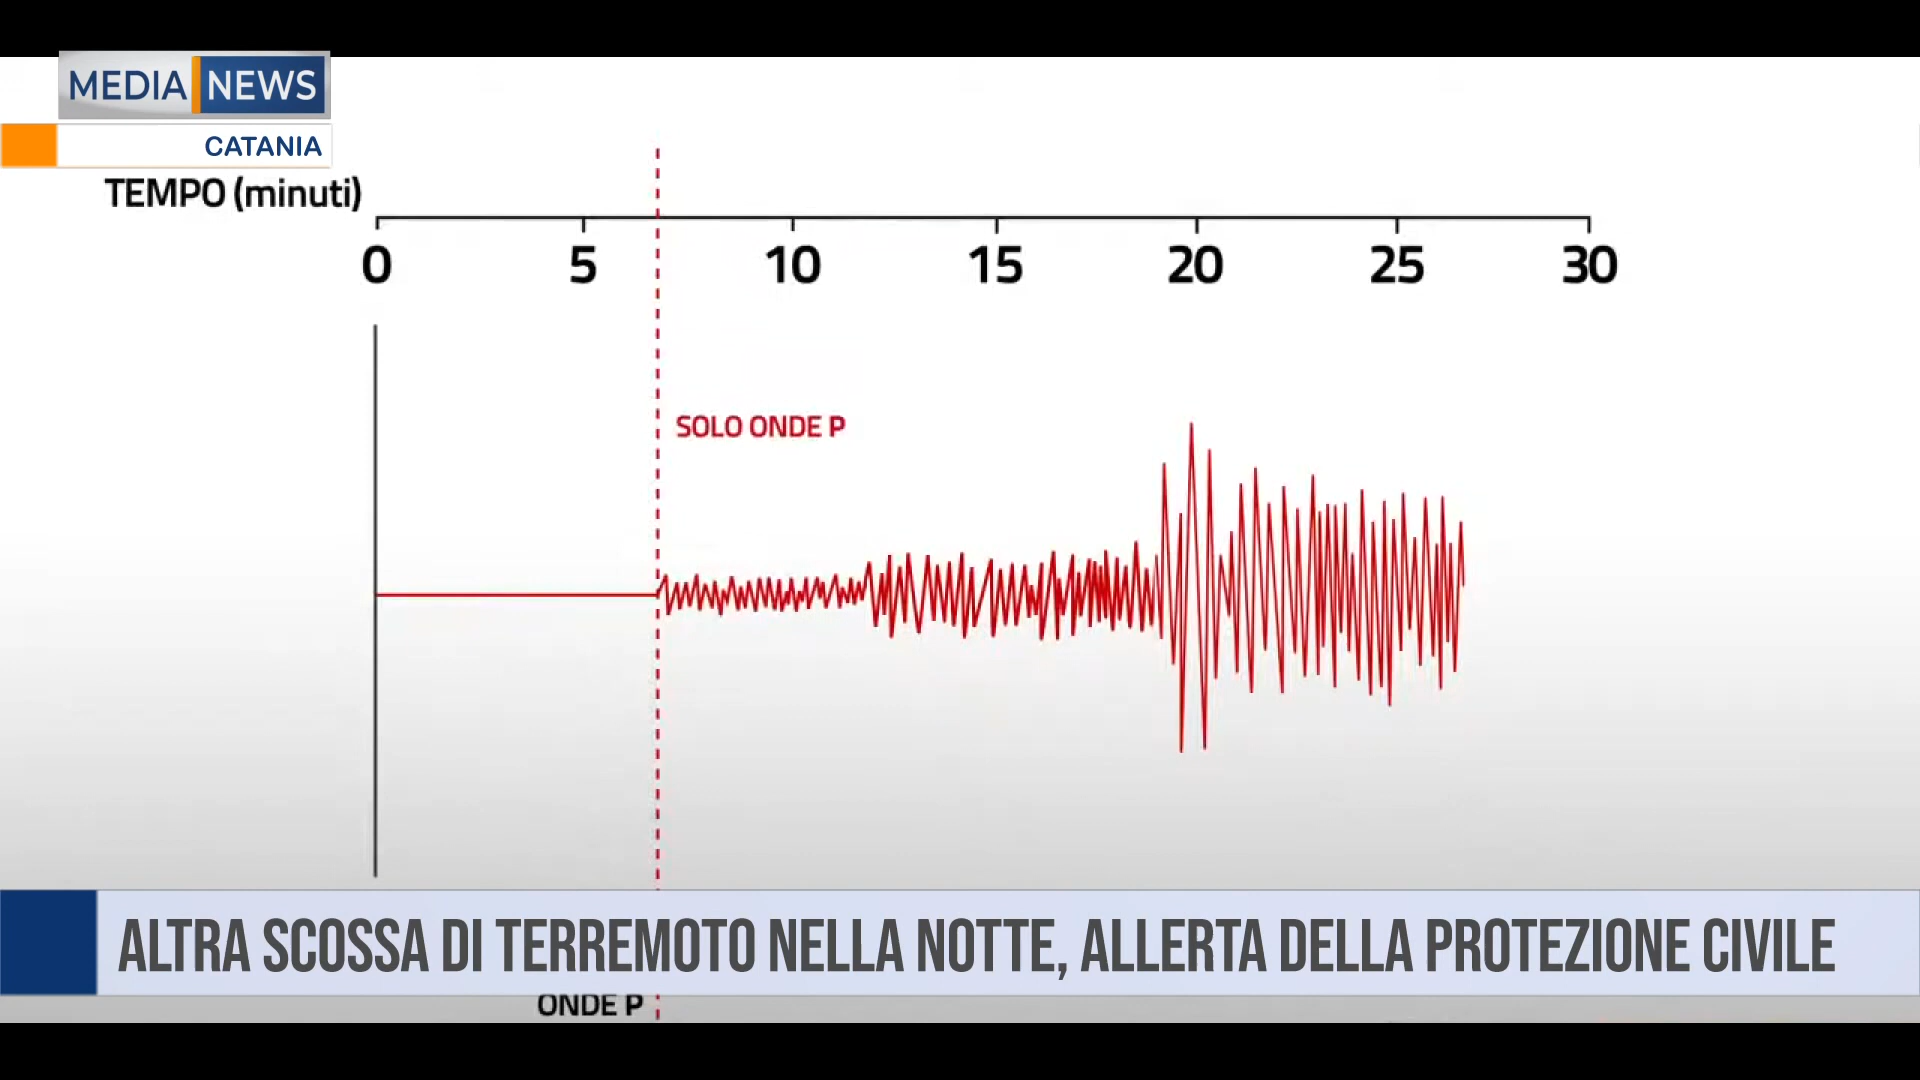 MEDIA NEWS
CATANIA
TEMPO (minuti)
0 5 10 15 20 25 30
SOLO ONDE P
ALTRA SCOSSA DI TERREMOTO NELLA NOTTE, ALLERTA DELLA PROTEZIONE CIVILE
ONDE P